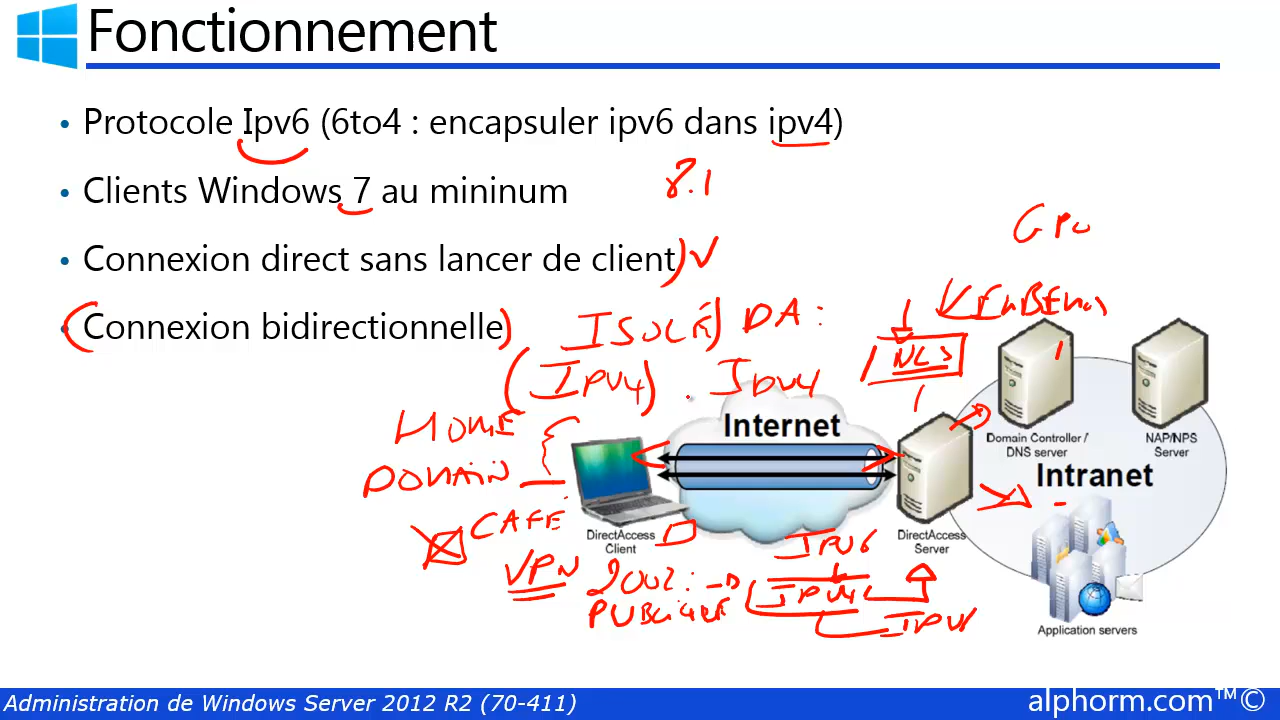 Fonctionnement
• Protocole Ipv6 (6to4 : encapsuler ipv6 dans ipv4)
• Clients Windows 7 au mininum
8.1
GPO
• Connexion direct sans lancer de client
• Connexion bidirectionnelle
ISOLÉ
DA :
NLS
(IPV4)
. IPV4
HOME
DOMAIN
CAFE
VPN
2002 :
PUBLIQUE
IPV6
IPV4
IPV4
Internet
DirectAccess
Client
DirectAccess
Server
Domain Controller /
DNS server
NAP/NPS
Server
Intranet
Application servers
Administration de Windows Server 2012 R2 (70-411)
alphorm.com™©